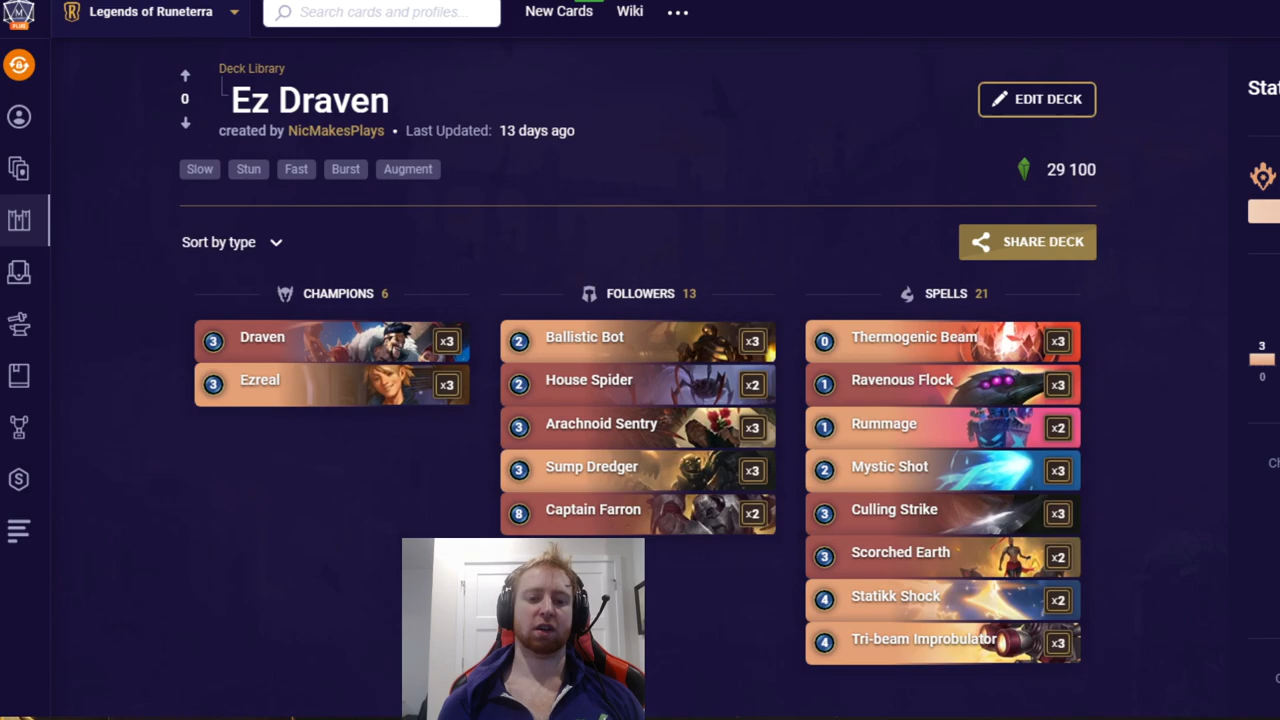 M
PLUS
Legends of Runeterra
Search cards and profiles...
New Cards
Wiki
Deck Library
0
Ez Draven
created by NicMakesPlays • Last Updated: 13 days ago
EDIT DECK
Stat
Slow
Stun
Fast
Burst
Augment
29 100
Sort by type
SHARE DECK
CHAMPIONS 6
3 Draven x3
3 Ezreal x3
FOLLOWERS 13
2 Ballistic Bot x3
2 House Spider x2
3 Arachnoid Sentry x3
3 Sump Dredger x3
8 Captain Farron x2
SPELLS 21
0 Thermogenic Beam x3
1 Ravenous Flock x3
1 Rummage x2
2 Mystic Shot x3
3 Culling Strike x3
3 Scorched Earth x2
4 Statikk Shock x2
4 Tri-beam Improbulator x3
3
0
Ch